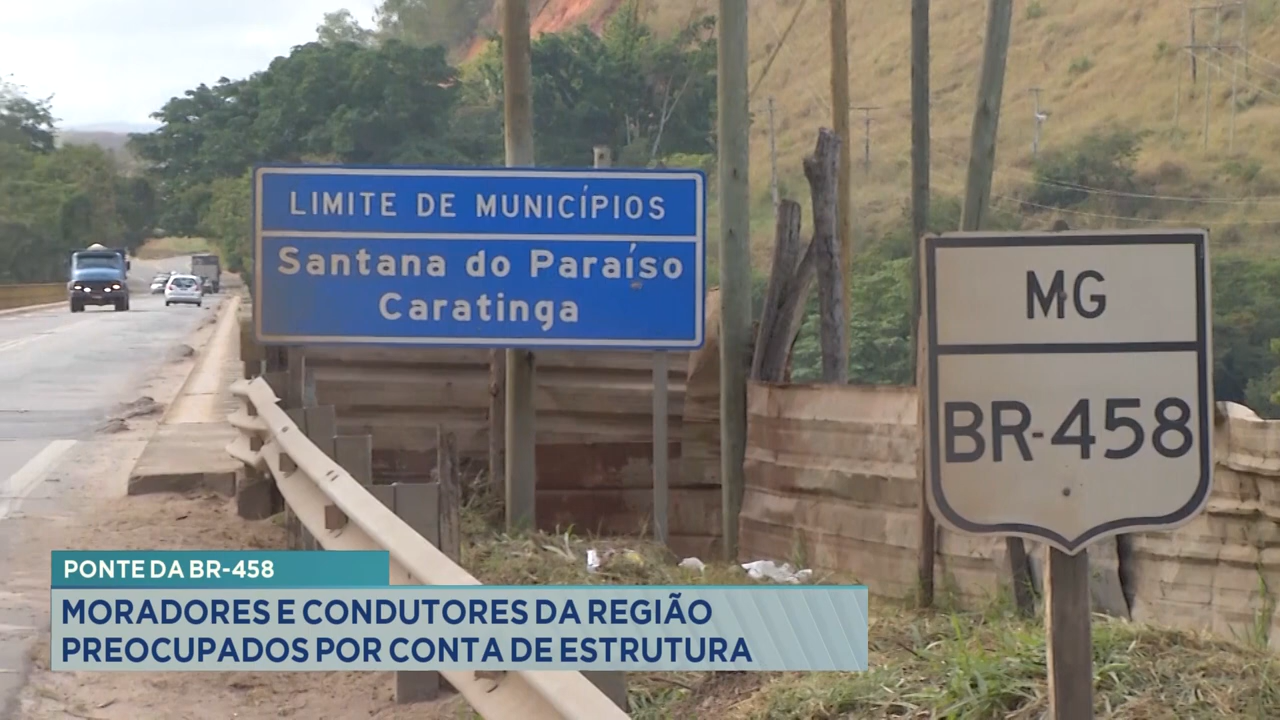 LIMITE DE MUNICÍPIOS
Santana do Paraíso
Caratinga
MG
BR-458
PONTE DA BR-458
MORADORES E CONDUTORES DA REGIÃO
PREOCUPADOS POR CONTA DE ESTRUTURA